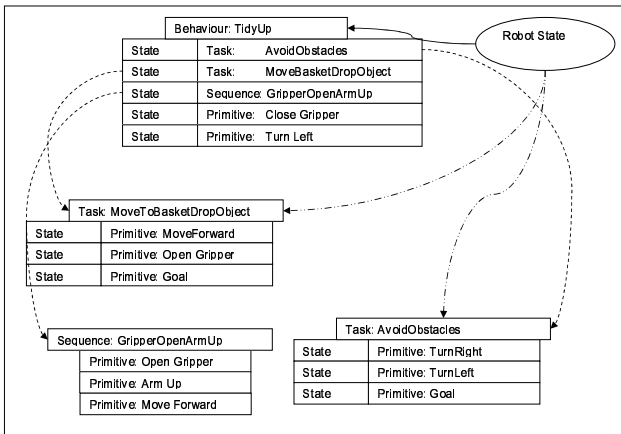 Behaviour: TidyUp
Robot State
State Task: AvoidObstacles
State Task: MoveBasketDropObject
State Sequence: GripperOpenArmUp
State Primitive: Close Gripper
State Primitive: Turn Left
Task: MoveToBasketDropObject
State Primitive: MoveForward
State Primitive: Open Gripper
State Primitive: Goal
Sequence: GripperOpenArmUp
Primitive: Open Gripper
Primitive: Arm Up
Primitive: Move Forward
Task: AvoidObstacles
State Primitive: TurnRight
State Primitive: TurnLeft
State Primitive: Goal